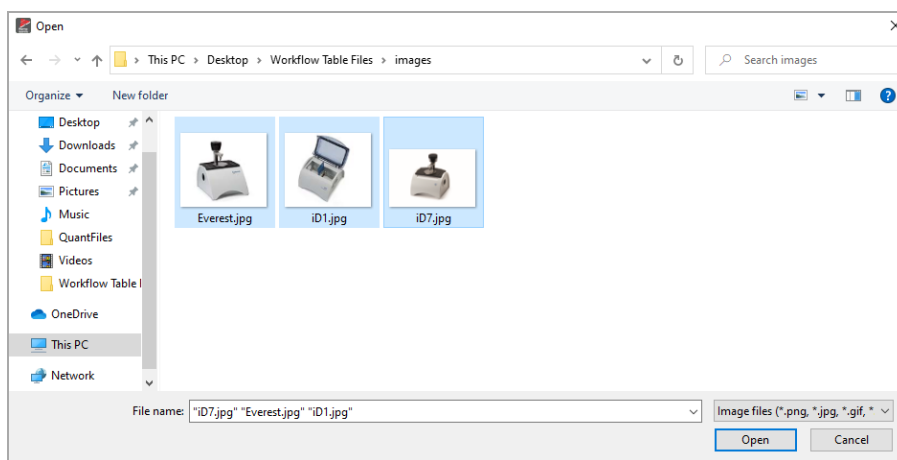 Open
This PC > Desktop > Workflow Table Files > images
Search images
Organize
New folder
Desktop
Downloads
Documents
Pictures
Music
QuantFiles
Videos
Workflow Table
OneDrive
This PC
Network
Everest.jpg
iD1.jpg
iD7.jpg
File name:
"iD7.jpg" "Everest.jpg" "iD1.jpg"
Image files (*.png, *.jpg, *.gif, *
Open
Cancel